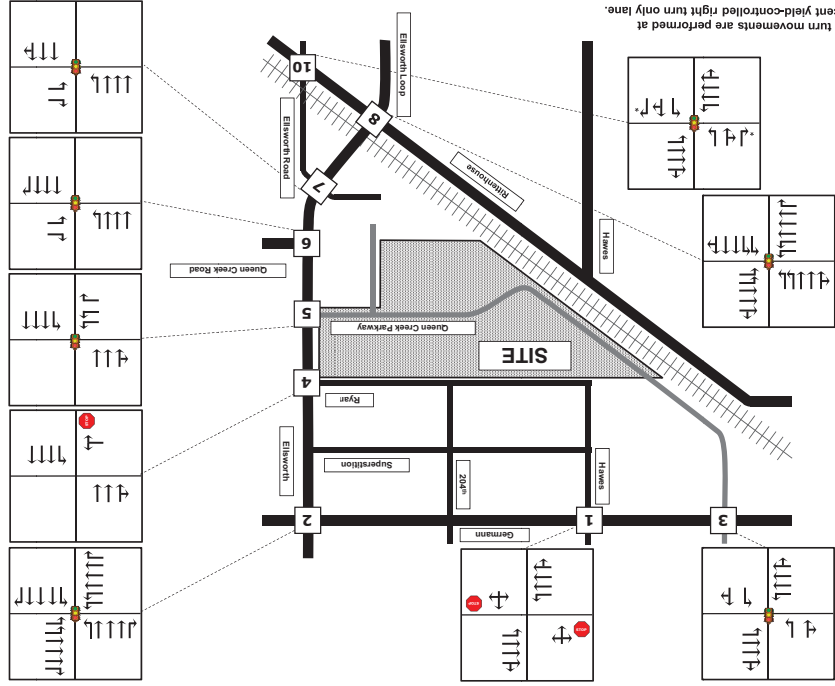 STOP
STOP
Germann
3
1
2
Hawes
204th
Superstition
Ellsworth
STOP
Ryan
4
SITE
Queen Creek Parkway
5
Queen Creek Road
6
Hawes
Rittenhouse
7
Ellsworth Road
8
*
*
Ellsworth Loop
10
turn movements are performed at
cent yield-controlled right turn only lane.